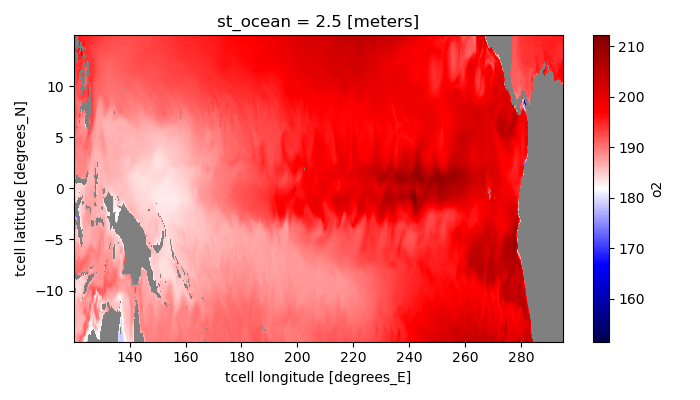 st_ocean = 2.5 [meters]
tcell latitude [degrees_N]
10
5
0
−5
−10
140 160 180 200 220 240 260 280
tcell longitude [degrees_E]
210
200
190
180
170
160
o2